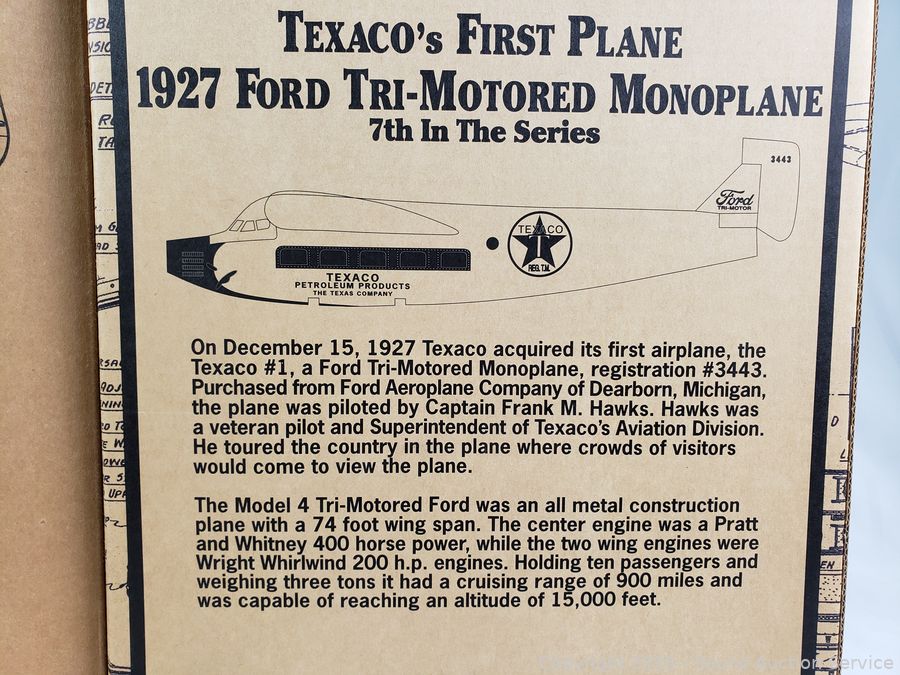 TEXACO'S FIRST PLANE
1927 FORD TRI-MOTORED MONOPLANE
7th In The Series
3443
Ford
TRI-MOTOR
TEXACO
T
REG. T.M.
TEXACO
PETROLEUM PRODUCTS
THE TEXAS COMPANY
On December 15, 1927 Texaco acquired its first airplane, the
Texaco #1, a Ford Tri-Motored Monoplane, registration #3443.
Purchased from Ford Aeroplane Company of Dearborn, Michigan,
the plane was piloted by Captain Frank M. Hawks. Hawks was
a veteran pilot and Superintendent of Texaco's Aviation Division.
He toured the country in the plane where crowds of visitors
would come to view the plane.
The Model 4 Tri-Motored Ford was an all metal construction
plane with a 74 foot wing span. The center engine was a Pratt
and Whitney 400 horse power, while the two wing engines were
Wright Whirlwind 200 h.p. engines. Holding ten passengers and
weighing three tons it had a cruising range of 900 miles and
was capable of reaching an altitude of 15,000 feet.